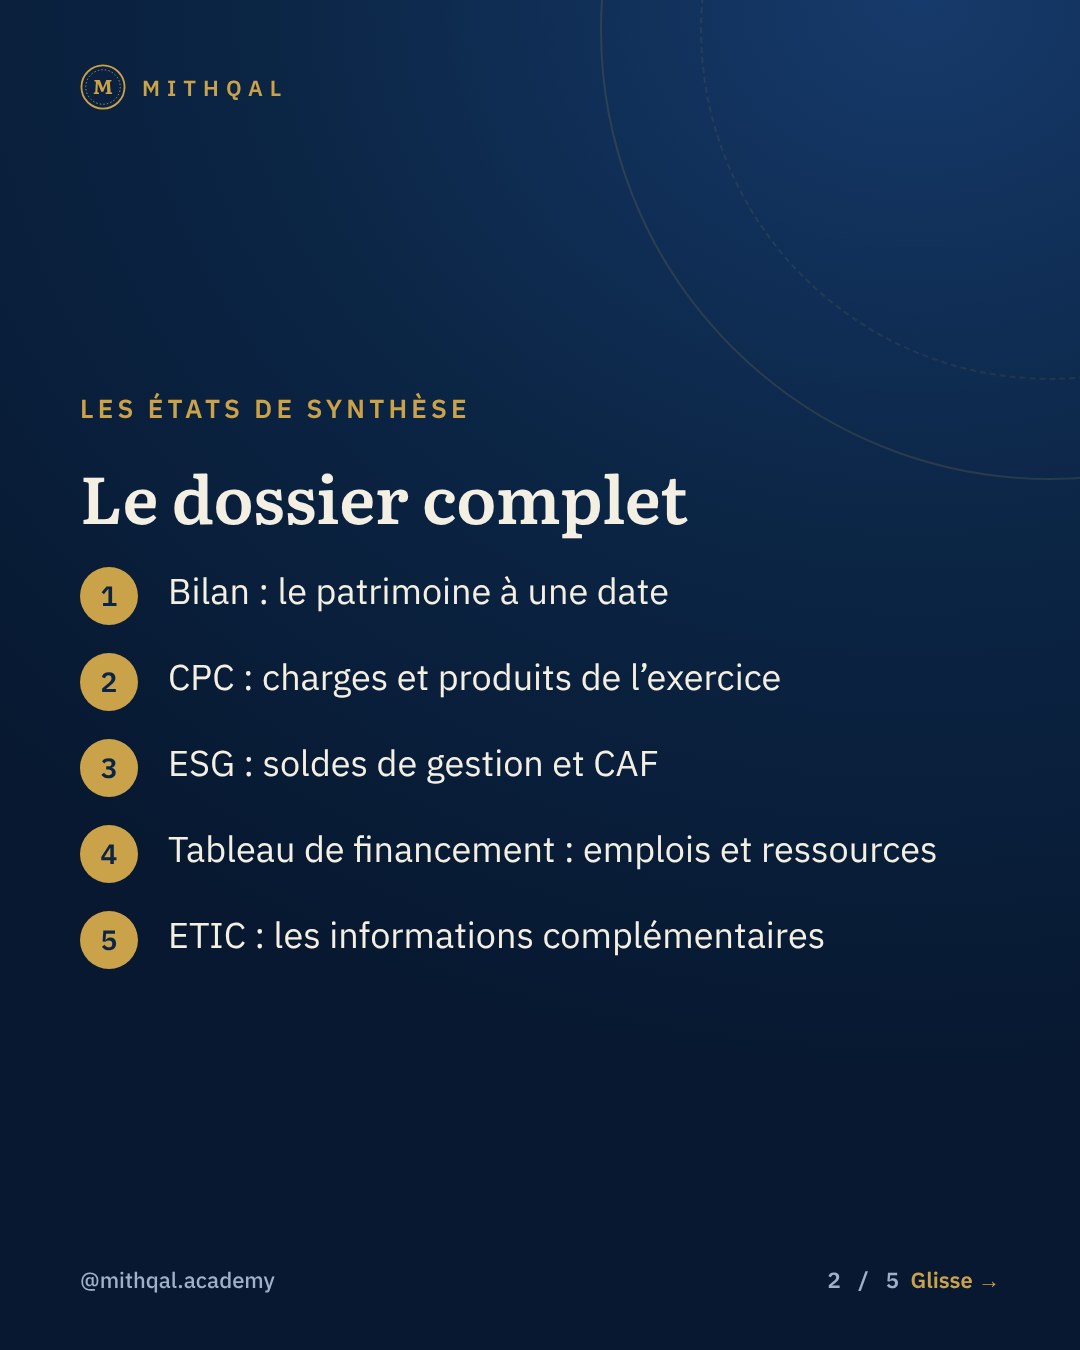 M MITHQAL
LES ÉTATS DE SYNTHÈSE
Le dossier complet
1 Bilan : le patrimoine à une date
2 CPC : charges et produits de l’exercice
3 ESG : soldes de gestion et CAF
4 Tableau de financement : emplois et ressources
5 ETIC : les informations complémentaires
@mithqal.academy 2 / 5 Glisse →